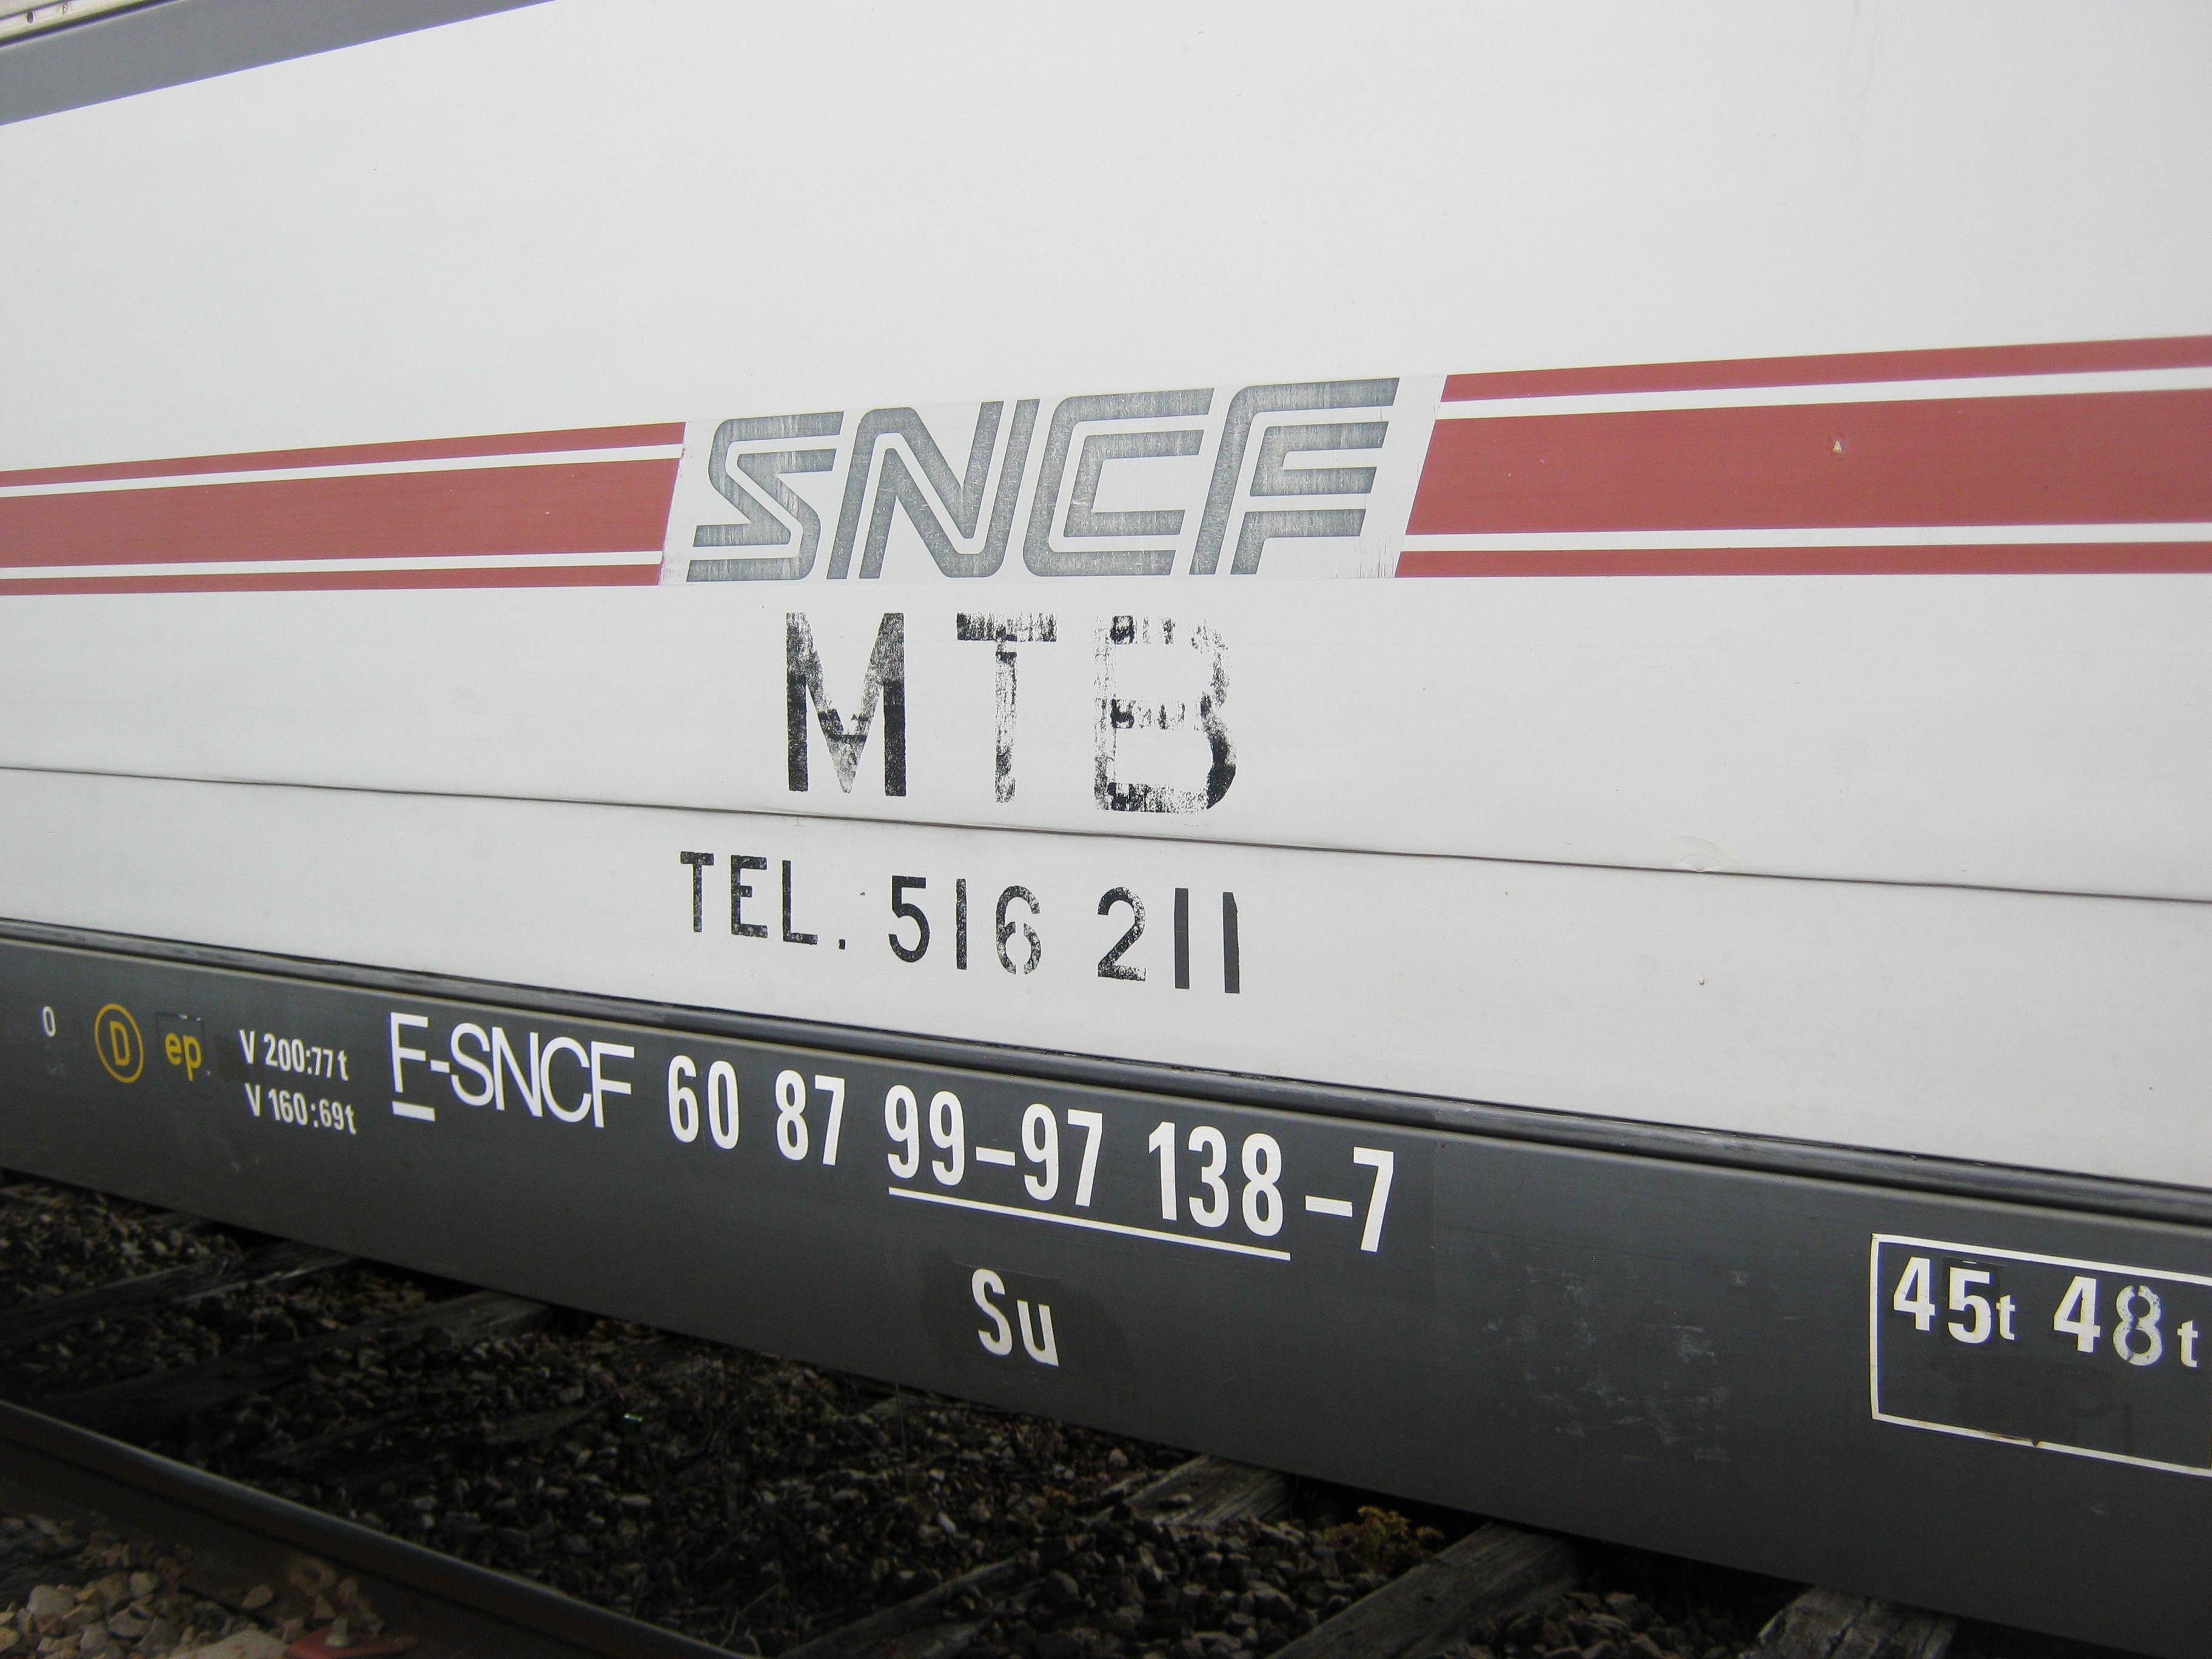 SNCF
MTB
TEL. 516 211
0
D ep
V 200:77t
V 160:69t
F-SNCF 60 87 99-97 138-7
Su
45t 48t